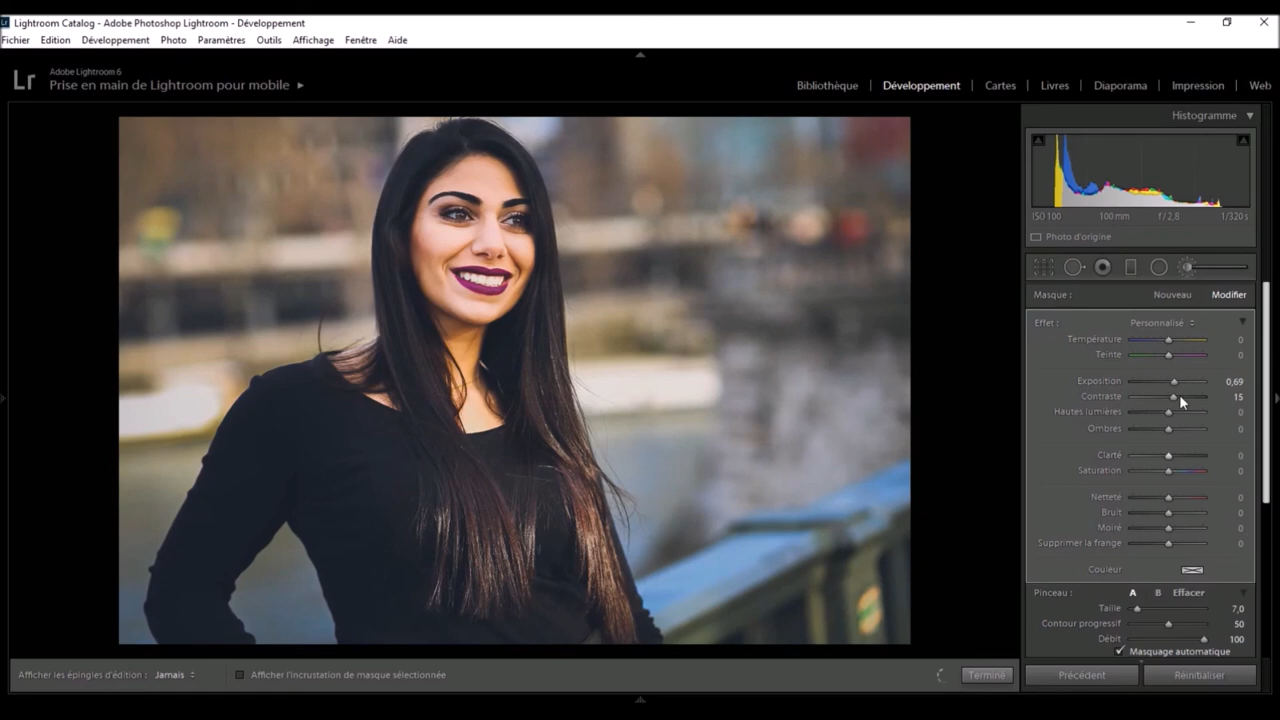 Lr Lightroom Catalog - Adobe Photoshop Lightroom - Développement
Fichier Edition Développement Photo Paramètres Outils Affichage Fenêtre Aide
Lr
Adobe Lightroom 6
Prise en main de Lightroom pour mobile
Bibliothèque | Développement | Cartes | Livres | Diaporama | Impression | Web
Histogramme
ISO 100 100 mm f / 2,8 1/320 s
Photo d'origine
Masque : Nouveau Modifier
Effet : Personnalisé
Température 0
Teinte 0
Exposition 0,69
Contraste 15
Hautes lumières 0
Ombres 0
Clarté 0
Saturation 0
Netteté 0
Bruit 0
Moiré 0
Supprimer la frange 0
Couleur
Pinceau : A B Effacer
Taille 7,0
Contour progressif 50
Débit 100
Masquage automatique
Afficher les épingles d'édition : Jamais Afficher l'incrustation de masque sélectionnée Terminé
Précédent Réinitialiser